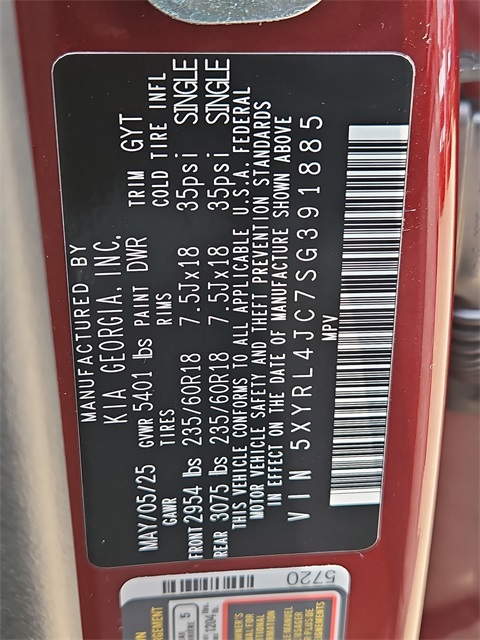 MANUFACTURED BY
KIA GEORGIA, INC.
MAY/05/25 GVWR 5401 lbs PAINT DWR TRIM GYT
GAWR TIRES RIMS COLD TIRE INFL
FRONT 2954 lbs 235/60R18 7.5Jx18 35psi SINGLE
REAR 3075 lbs 235/60R18 7.5Jx18 35psi SINGLE
THIS VEHICLE CONFORMS TO ALL APPLICABLE U.S.A. FEDERAL
MOTOR VEHICLE SAFETY AND THEFT PREVENTION STANDARDS
IN EFFECT ON THE DATE OF MANUFACTURE SHOWN ABOVE
VIN 5XYRL4JC7SG391885
MPV
5720
5